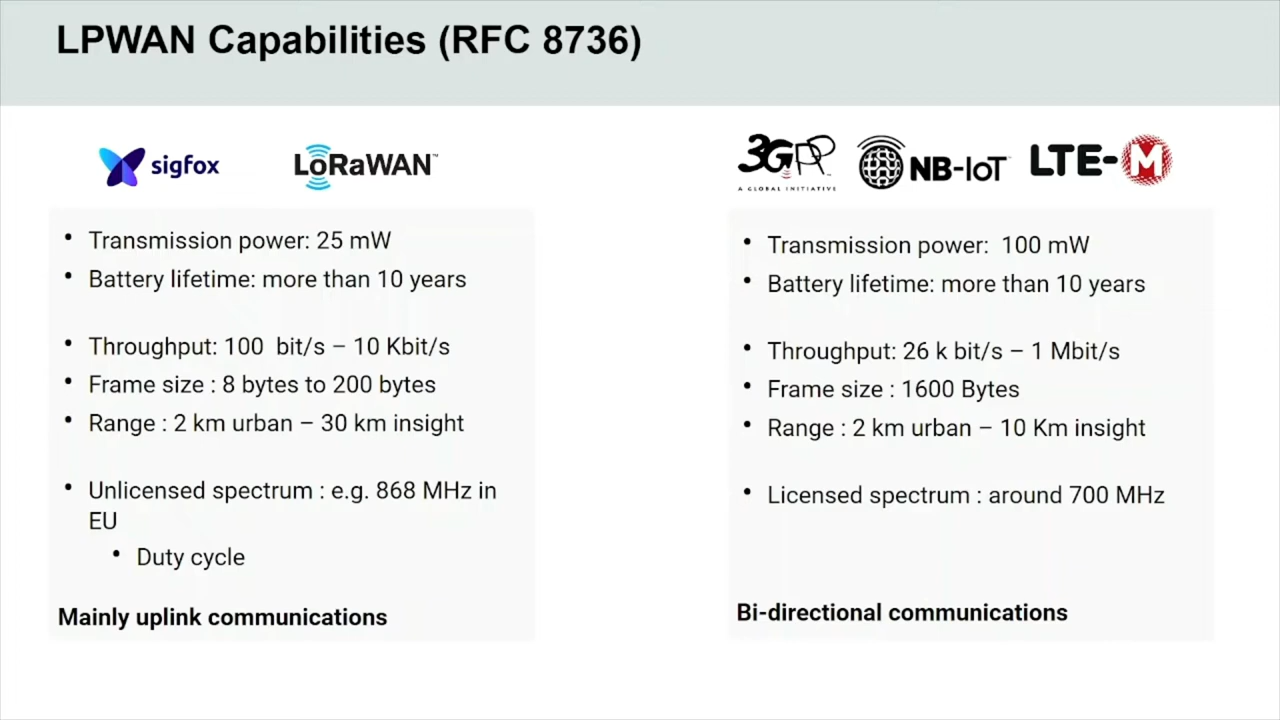 LPWAN Capabilities (RFC 8736)
sigfox
LoRaWAN™
3GPP
A GLOBAL INITIATIVE
NB-IoT
LTE-M
• Transmission power: 25 mW
• Battery lifetime: more than 10 years
• Throughput: 100  bit/s – 10 Kbit/s
• Frame size : 8 bytes to 200 bytes
• Range : 2 km urban – 30 km insight
• Unlicensed spectrum : e.g. 868 MHz in
EU
• Duty cycle
Mainly uplink communications
• Transmission power:  100 mW
• Battery lifetime: more than 10 years
• Throughput: 26 k bit/s – 1 Mbit/s
• Frame size : 1600 Bytes
• Range : 2 km urban – 10 Km insight
• Licensed spectrum : around 700 MHz
Bi-directional communications